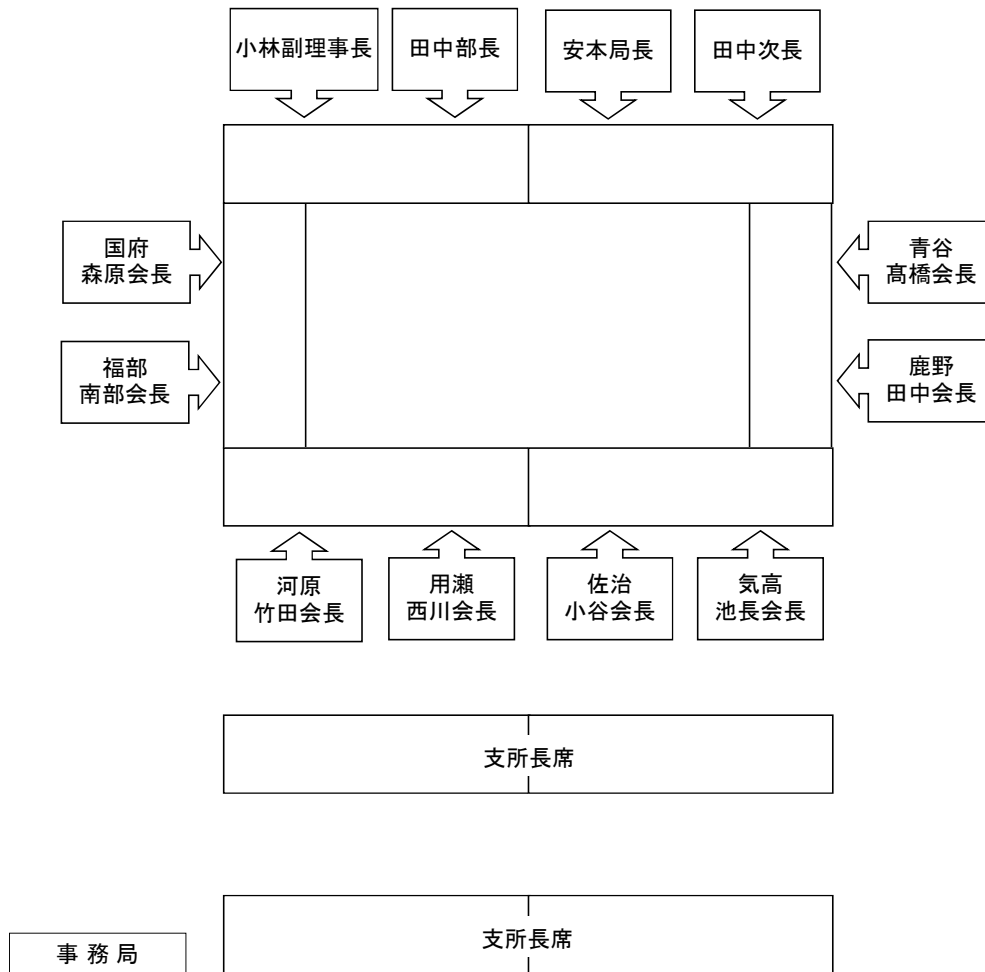 小林副理事長
田中部長
安本局長
田中次長
国府
森原会長
青谷
髙橋会長
福部
南部会長
鹿野
田中会長
河原
竹田会長
用瀬
西川会長
佐治
小谷会長
気高
池長会長
支所長席
支所長席
事務局